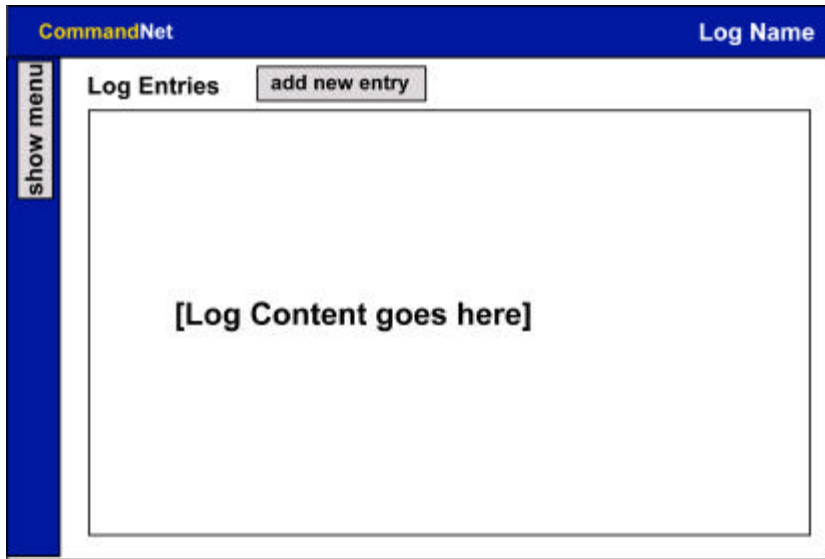 CommandNet
Log Name
show menu
Log Entries
add new entry
[Log Content goes here]